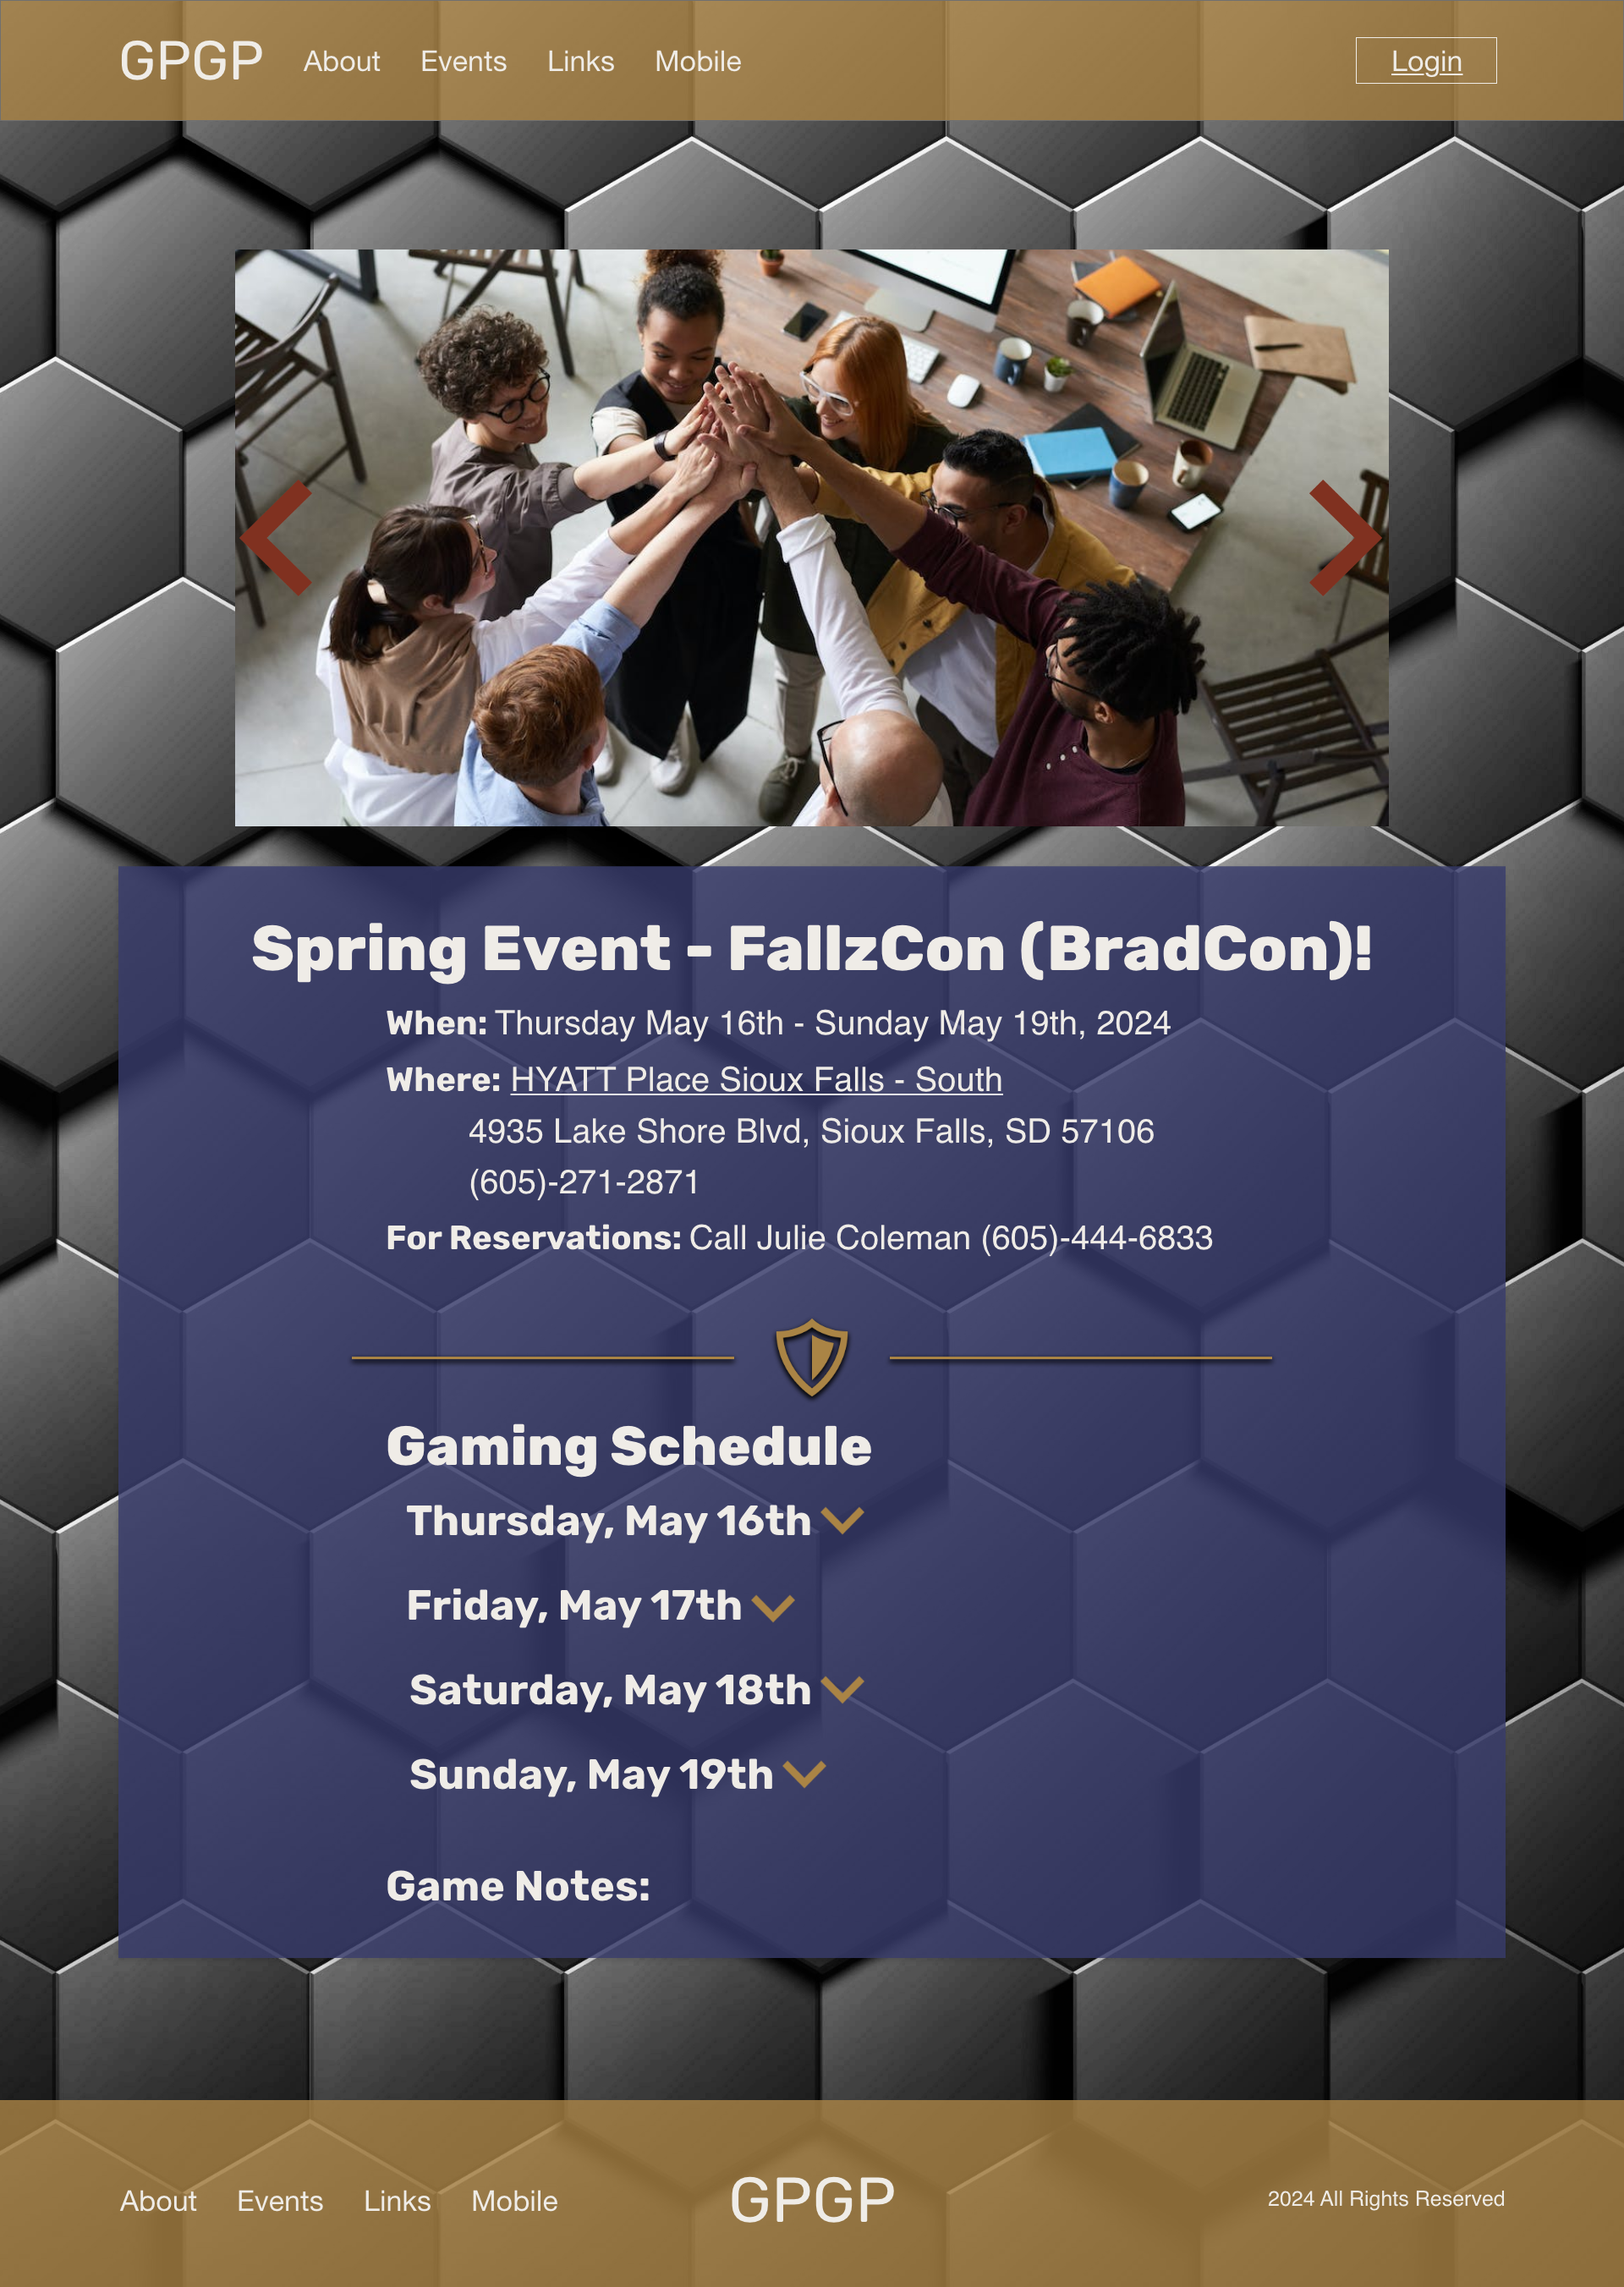 GPGP About Events Links Mobile Login
Spring Event - FallzCon (BradCon)!
When: Thursday May 16th - Sunday May 19th, 2024
Where: HYATT Place Sioux Falls - South
4935 Lake Shore Blvd, Sioux Falls, SD 57106
(605)-271-2871
For Reservations: Call Julie Coleman (605)-444-6833
Gaming Schedule
Thursday, May 16th
Friday, May 17th
Saturday, May 18th
Sunday, May 19th
Game Notes:
About Events Links Mobile GPGP 2024 All Rights Reserved